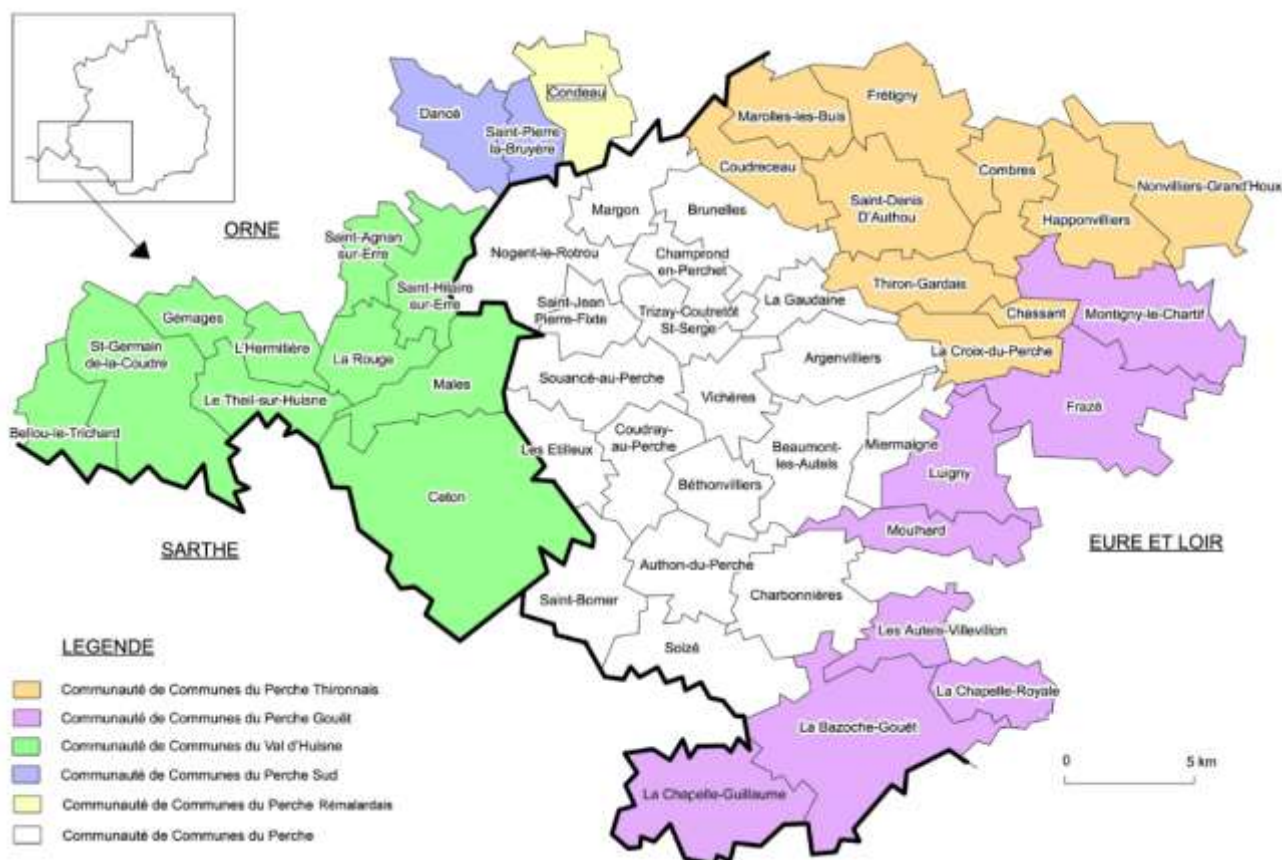 Condeau
Danoé
Saint-Pierre
la-Bruyère
Marolles-les-Buis
Frétigny
Coudreceau
Combres
Nonvilliers-Grand'Houx
Saint-Denis
D'Authou
Happonvilliers
ORNE
Margon
Brunelles
Saint-Agnan
sur-Erre
Nogent-le-Rotrou
Champrond
en-Perchet
Saint-Hilaire
sur-Erre
Thiron-Gardais
Gémages
Saint-Jean
Pierre-Fixte
Trizay-Coutretôt
St-Serge
La Gaudaine
Chassant
Montigny-le-Chartif
St-Germain
de-la-Coudre
L'Hermitière
La Rouge
Argenvilliers
La Croix-du-Perche
Males
Souancé-au-Perche
Le Theil-sur-Huisne
Vichères
Frazé
Bellou-le-Trichard
Les Etilleux
Coudray-
au-Perche
Beaumont-
les-Autels
Miermaigne
Luigny
Béthonvilliers
Ceton
Moulhard
SARTHE
EURE ET LOIR
Authon-du-Perche
Saint-Bomer
Charbonnières
Les Autels-Villevillon
Soizé
La Chapelle-Royale
La Bazoche-Gouët
La Chapelle-Guillaume
0 5 km
LEGENDE
Communauté de Communes du Perche Thironnais
Communauté de Communes du Perche Gouët
Communauté de Communes du Val d'Huisne
Communauté de Communes du Perche Sud
Communauté de Communes du Perche Rémalardais
Communauté de Communes du Perche